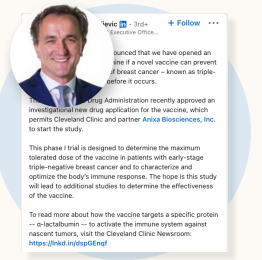 jevic in · 3rd+ + Follow ...
Executive Office...
ounced that we have opened an
ine if a novel vaccine can prevent
of breast cancer – known as triple-
before it occurs.
Drug Administration recently approved an
investigational new drug application for the vaccine, which
permits Cleveland Clinic and partner Anixa Biosciences, Inc.
to start the study.
This phase I trial is designed to determine the maximum
tolerated dose of the vaccine in patients with early-stage
triple-negative breast cancer and to characterize and
optimize the body's immune response. The hope is this study
will lead to additional studies to determine the effectiveness
of the vaccine.
To read more about how the vaccine targets a specific protein
-- α-lactalbumin -- to activate the immune system against
nascent tumors, visit the Cleveland Clinic Newsroom:
https://lnkd.in/dspGEnqf